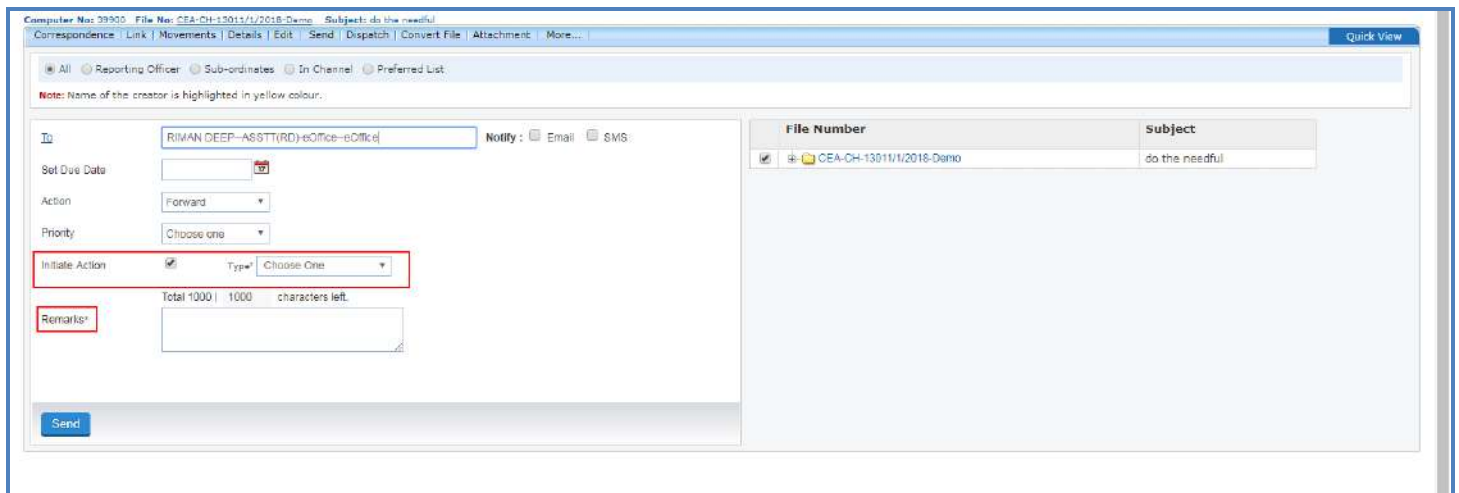 Computer No: 39900 File No: CEA-CH-13011/1/2018-Demo Subject: do the needful
Correspondence | Link | Movements | Details | Edit | Send | Dispatch | Convert File | Attachment | More... |
Quick View
All Reporting Officer Sub-ordinates In Channel Preferred List
Note: Name of the creator is highlighted in yellow colour.
To RIMAN DEEP--ASSTT(RD)-eOffice--eOffice Notify : Email SMS
Set Due Date
Action Forward
Priority Choose one
Initiate Action Type* Choose One
Total 1000 | 1000 characters left.
Remarks*
Send
File Number Subject
CEA-CH-13011/1/2018-Demo do the needful